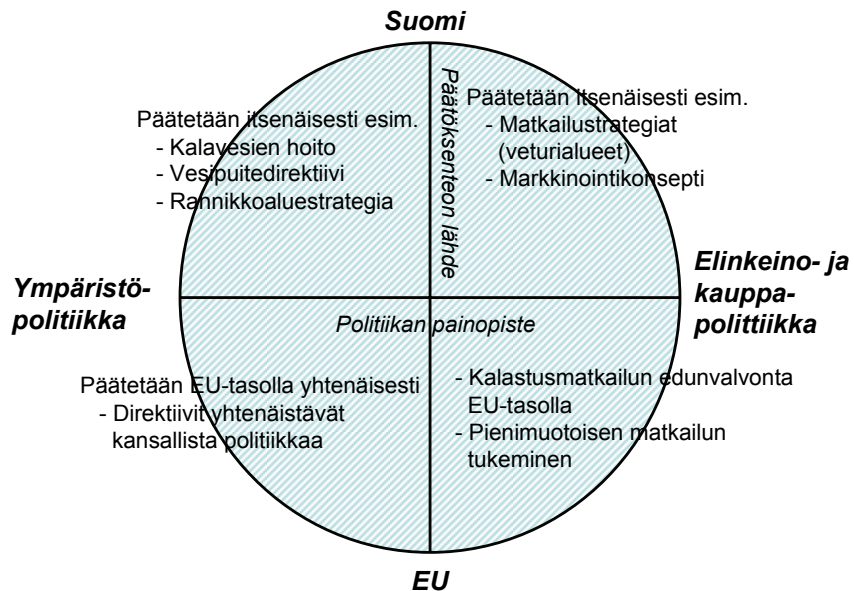 Suomi
Päätöksenteon lähde
Päätetään itsenäisesti esim.
- Kalavesien hoito
- Vesipuitedirektiivi
- Rannikkoaluestrategia
Päätetään itsenäisesti esim.
- Matkailustrategiat
(veturialueet)
- Markkinointikonsepti
Ympäristö-
politiikka
Elinkeino- ja
kauppa-
polittiikka
Politiikan painopiste
Päätetään EU-tasolla yhtenäisesti
- Direktiivit yhtenäistävät
kansallista politiikkaa
- Kalastusmatkailun edunvalvonta
EU-tasolla
- Pienimuotoisen matkailun
tukeminen
EU